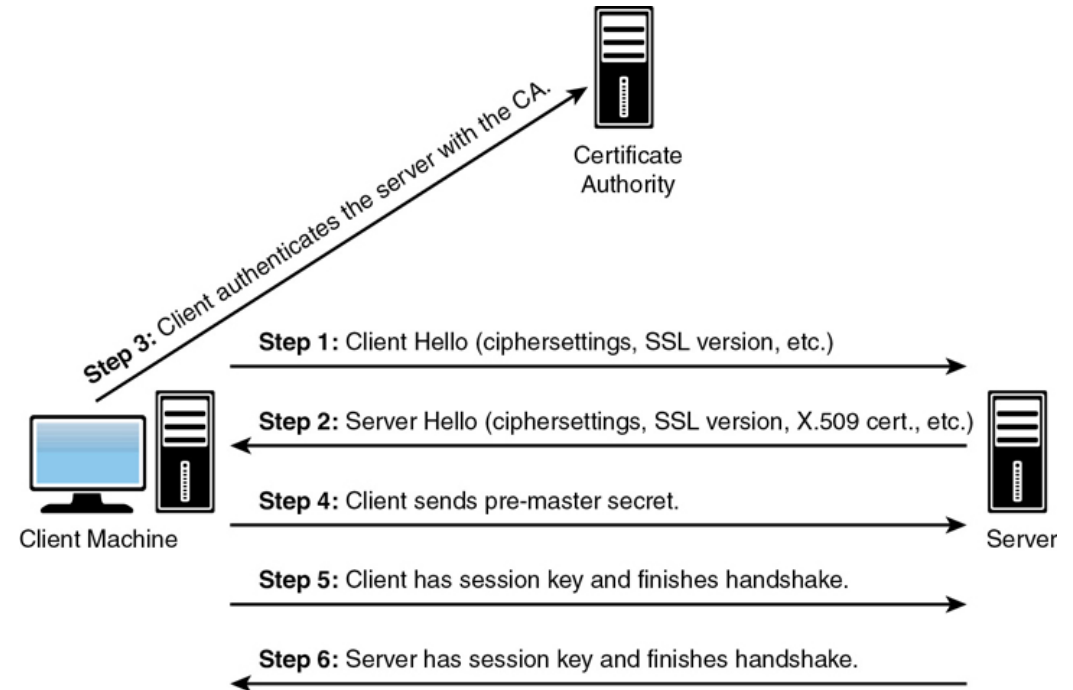 Certificate
Authority
Step 3: Client authenticates the server with the CA.
Step 1: Client Hello (ciphersettings, SSL version, etc.)
Step 2: Server Hello (ciphersettings, SSL version, X.509 cert., etc.)
Step 4: Client sends pre-master secret.
Client Machine
Server
Step 5: Client has session key and finishes handshake.
Step 6: Server has session key and finishes handshake.